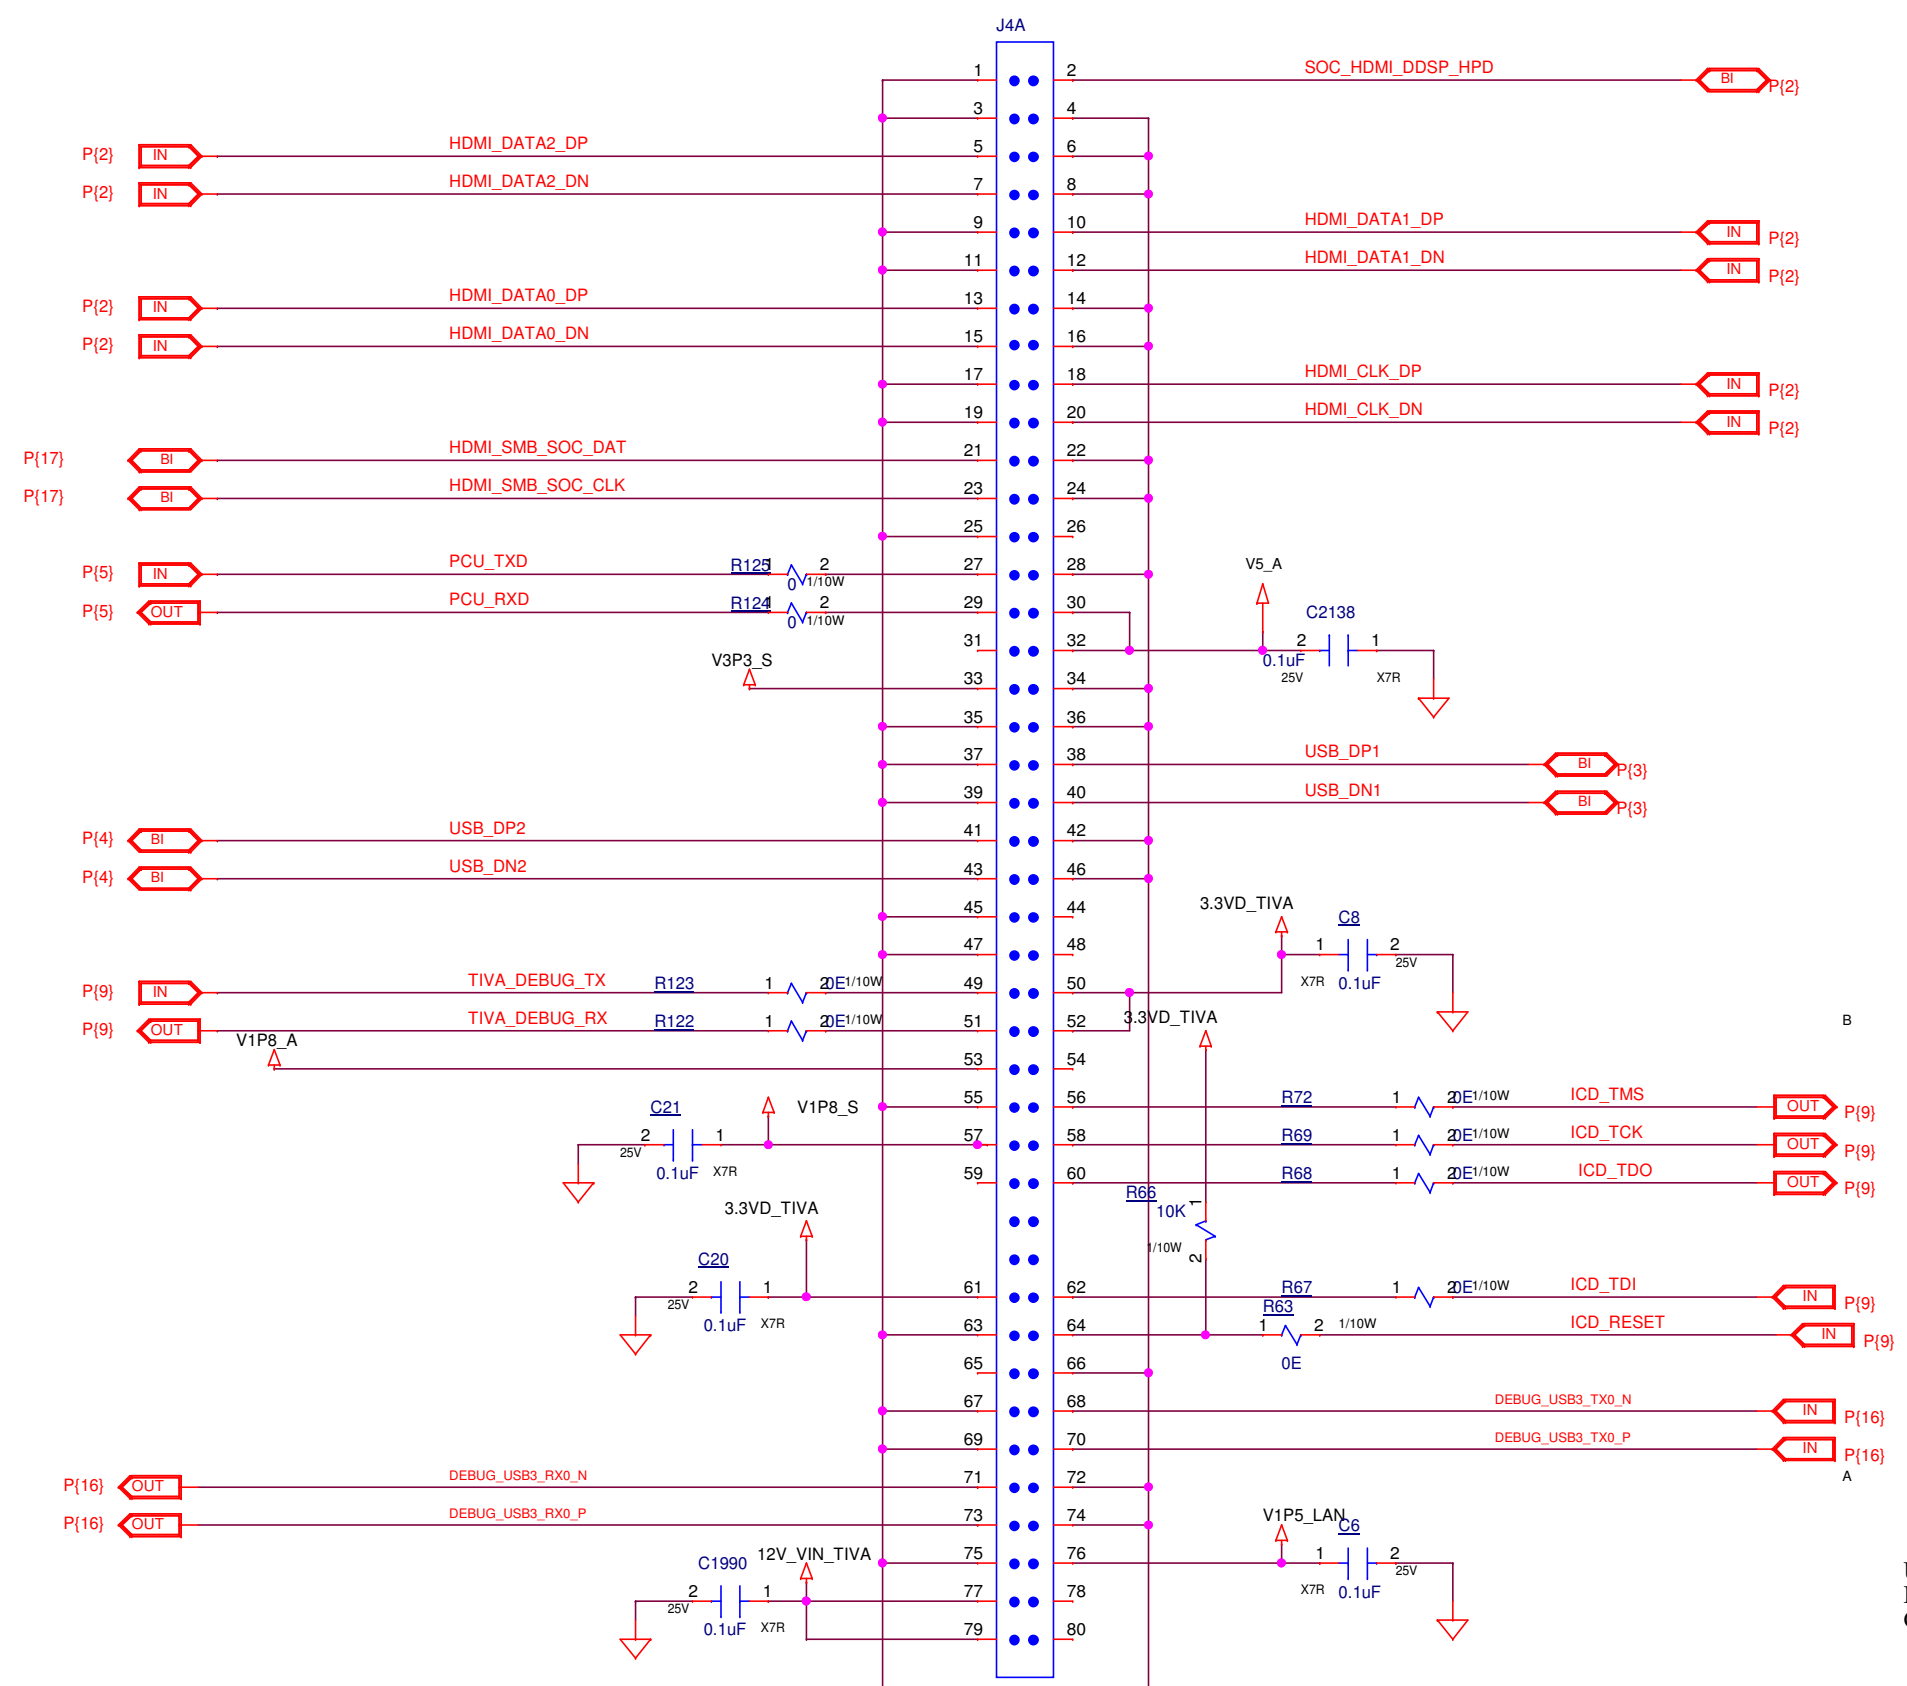 J4A
1 2 SOC_HDMI_DDSP_HPD BI P{2}
3 4
P{2} IN HDMI_DATA2_DP 5 6
P{2} IN HDMI_DATA2_DN 7 8
9 10 HDMI_DATA1_DP IN P{2}
11 12 HDMI_DATA1_DN IN P{2}
P{2} IN HDMI_DATA0_DP 13 14
P{2} IN HDMI_DATA0_DN 15 16
17 18 HDMI_CLK_DP IN P{2}
19 20 HDMI_CLK_DN IN P{2}
P{17} BI HDMI_SMB_SOC_DAT 21 22
P{17} BI HDMI_SMB_SOC_CLK 23 24
25 26
P{5} IN PCU_TXD R125 1 2 0 1/10W 27 28 V5_A
P{5} OUT PCU_RXD R124 1 2 0 1/10W 29 30 C2138
31 32 2 1 0.1uF 25V X7R
V3P3_S 33 34
35 36
37 38 USB_DP1 BI P{3}
39 40 USB_DN1 BI P{3}
P{4} BI USB_DP2 41 42
P{4} BI USB_DN2 43 46
45 44 3.3VD_TIVA C8
47 48 1 2 25V X7R 0.1uF
P{9} IN TIVA_DEBUG_TX R123 1 2 0E 1/10W 49 50
P{9} OUT TIVA_DEBUG_RX R122 1 2 0E 1/10W 51 52 3.3VD_TIVA B
V1P8_A 53 54
C21 V1P8_S 55 56 R72 1 2 0E 1/10W ICD_TMS OUT P{9}
2 1 25V 0.1uF X7R 57 58 R69 1 2 0E 1/10W ICD_TCK OUT P{9}
59 60 R68 1 2 0E 1/10W ICD_TDO OUT P{9}
3.3VD_TIVA R66 1 10K 1/10W 2
C20
2 1 25V 0.1uF X7R 61 62 R67 1 2 0E 1/10W ICD_TDI IN P{9}
63 64 R63 1 2 1/10W 0E ICD_RESET IN P{9}
65 66
67 68 DEBUG_USB3_TX0_N IN P{16}
69 70 DEBUG_USB3_TX0_P IN P{16}
P{16} OUT DEBUG_USB3_RX0_N 71 72 A
P{16} OUT DEBUG_USB3_RX0_P 73 74 V1P5_LAN C6
C1990 12V_VIN_TIVA 75 76 1 2 25V X7R 0.1uF
2 1 25V 0.1uF X7R 77 78
79 80